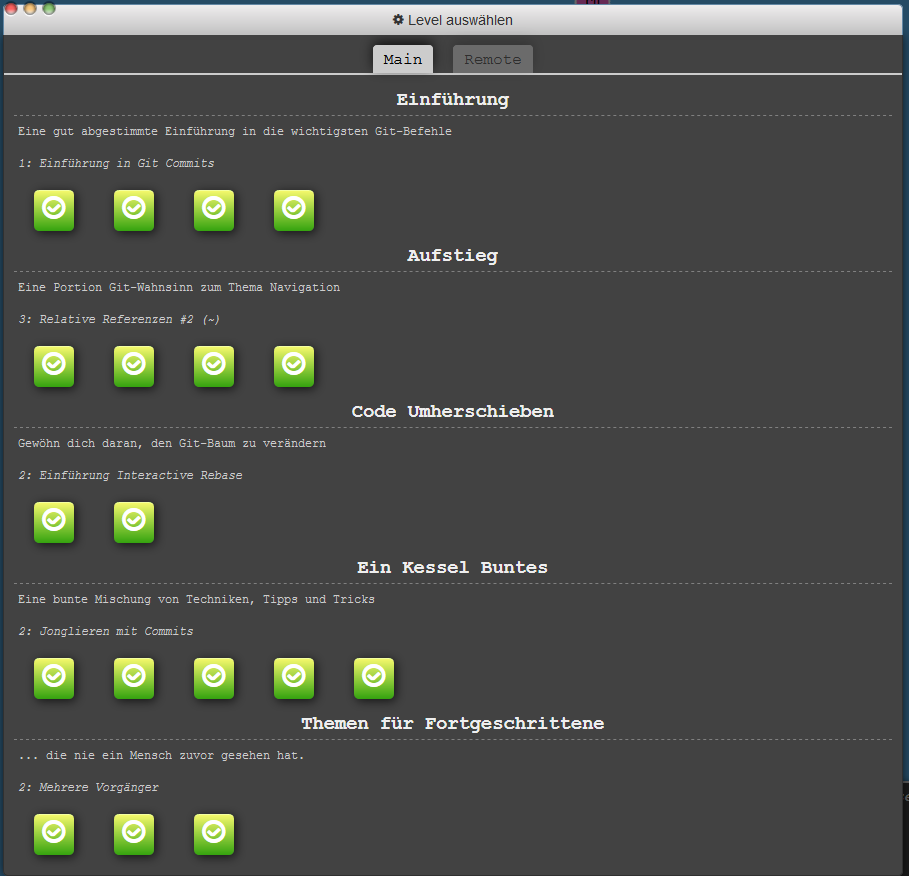 Level auswählen
Main Remote
Einführung
Eine gut abgestimmte Einführung in die wichtigsten Git-Befehle
1: Einführung in Git Commits
Aufstieg
Eine Portion Git-Wahnsinn zum Thema Navigation
3: Relative Referenzen #2 (~)
Code Umherschieben
Gewöhn dich daran, den Git-Baum zu verändern
2: Einführung Interactive Rebase
Ein Kessel Buntes
Eine bunte Mischung von Techniken, Tipps und Tricks
2: Jonglieren mit Commits
Themen für Fortgeschrittene
... die nie ein Mensch zuvor gesehen hat.
2: Mehrere Vorgänger